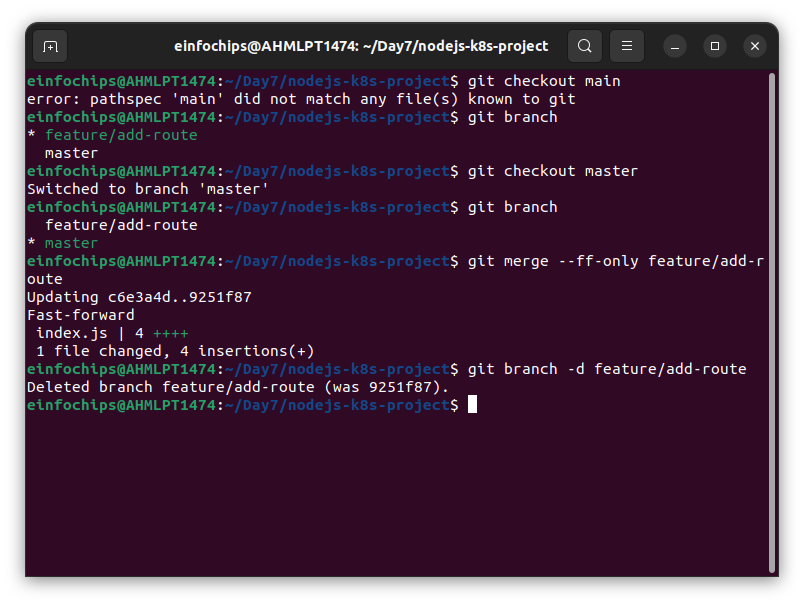 einfochips@AHMLPT1474: ~/Day7/nodejs-k8s-project
einfochips@AHMLPT1474:~/Day7/nodejs-k8s-project$ git checkout main
error: pathspec 'main' did not match any file(s) known to git
einfochips@AHMLPT1474:~/Day7/nodejs-k8s-project$ git branch
* feature/add-route
  master
einfochips@AHMLPT1474:~/Day7/nodejs-k8s-project$ git checkout master
Switched to branch 'master'
einfochips@AHMLPT1474:~/Day7/nodejs-k8s-project$ git branch
  feature/add-route
* master
einfochips@AHMLPT1474:~/Day7/nodejs-k8s-project$ git merge --ff-only feature/add-r
oute
Updating c6e3a4d..9251f87
Fast-forward
 index.js | 4 ++++
 1 file changed, 4 insertions(+)
einfochips@AHMLPT1474:~/Day7/nodejs-k8s-project$ git branch -d feature/add-route
Deleted branch feature/add-route (was 9251f87).
einfochips@AHMLPT1474:~/Day7/nodejs-k8s-project$